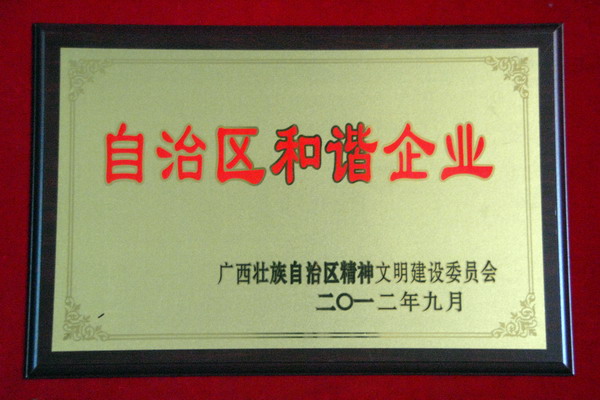 自治区和谐企业
广西壮族自治区精神文明建设委员会
二〇一二年九月